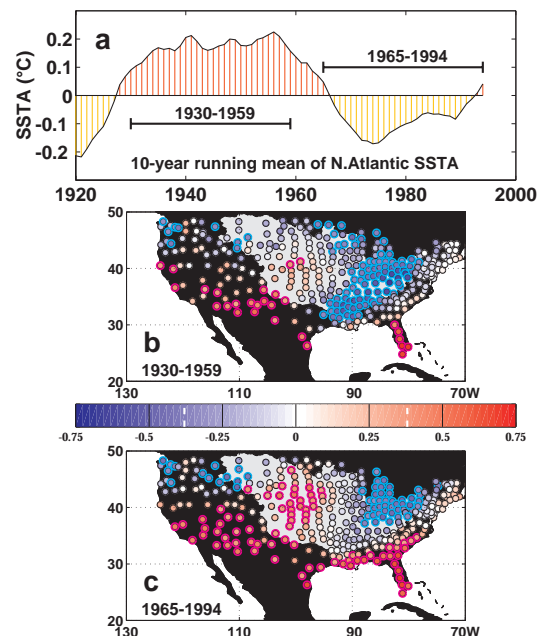 a
SSTA (°C)
0.2
0.1
0
-0.1
-0.2
1965-1994
1930-1959
10-year running mean of N.Atlantic SSTA
1920 1940 1960 1980 2000
50
40
30
20
b
1930-1959
130 110 90 70W
-0.75 -0.5 -0.25 0 0.25 0.5 0.75
50
40
30
20
c
1965-1994
130 110 90 70W